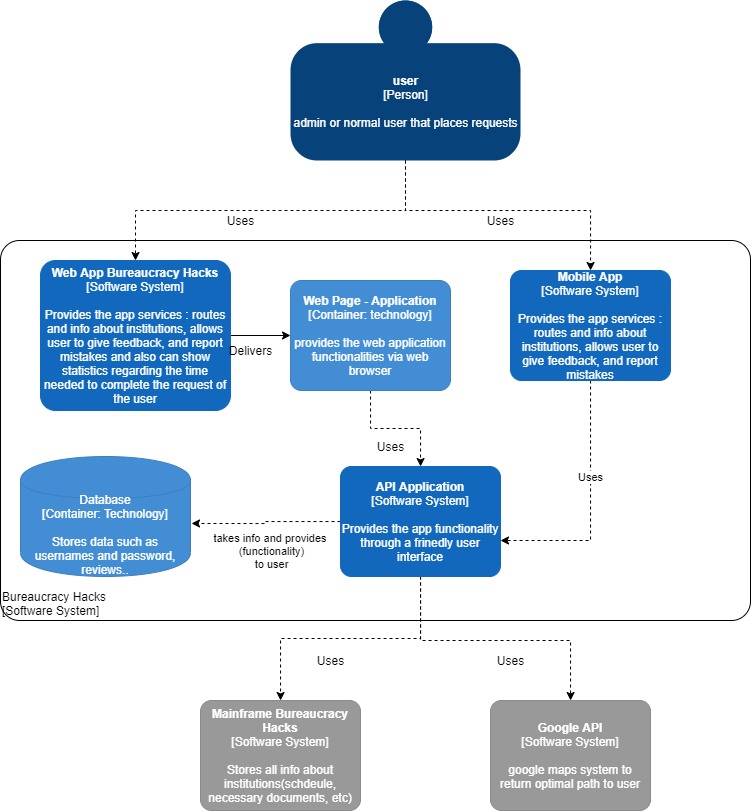 user
[Person]
admin or normal user that places requests
Uses
Uses
Web App Bureaucracy Hacks
[Software System]
Provides the app services : routes
and info about institutions, allows
user to give feedback, and report
mistakes and also can show
statistics regarding the time
needed to complete the request of
the user
Delivers
Web Page - Application
[Container: technology]
provides the web application
functionalities via web
browser
Mobile App
[Software System]
Provides the app services :
routes and info about
institutions, allows user to
give feedback, and report
mistakes
Uses
Uses
Database
[Container: Technology]
Stores data such as
usernames and password,
reviews..
takes info and provides
(functionality)
to user
API Application
[Software System]
Provides the app functionality
through a frinedly user
interface
Bureaucracy Hacks
[Software System]
Uses
Uses
Mainframe Bureaucracy
Hacks
[Software System]
Stores all info about
institutions(schdeule,
necessary documents, etc)
Google API
[Software System]
google maps system to
return optimal path to user